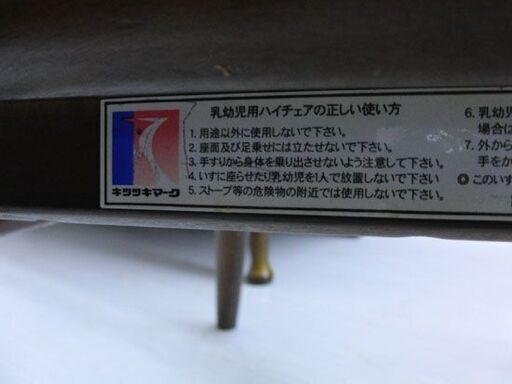 乳幼児用ハイチェアの正しい使い方
1. 用途以外に使用しないで下さい。
2. 座面及び足乗せには立たせないで下さい。
3. 手すりから身体を乗り出させないよう注意して下さい。
4. いすに座らせたり乳幼児を1人で放置しないで下さい
5. ストーブ等の危険物の附近では使用しないで下さい。
キツツキマーク
6. 乳幼児
場合は
7. 外から
手をか
◎ このいす